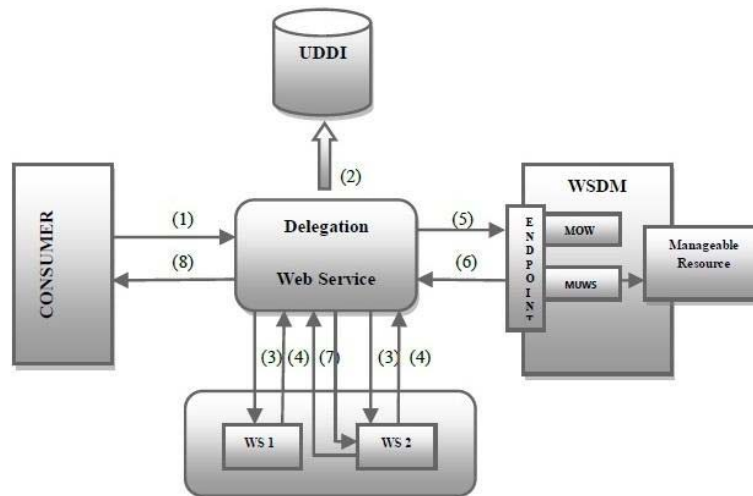 UDDI
(2)
CONSUMER
(1)
(8)
Delegation
Web Service
(5)
(6)
WSDM
ENDPOINT
MOW
MUWS
Manageable
Resource
(3)
(4)
(7)
(3)
(4)
WS 1
WS 2